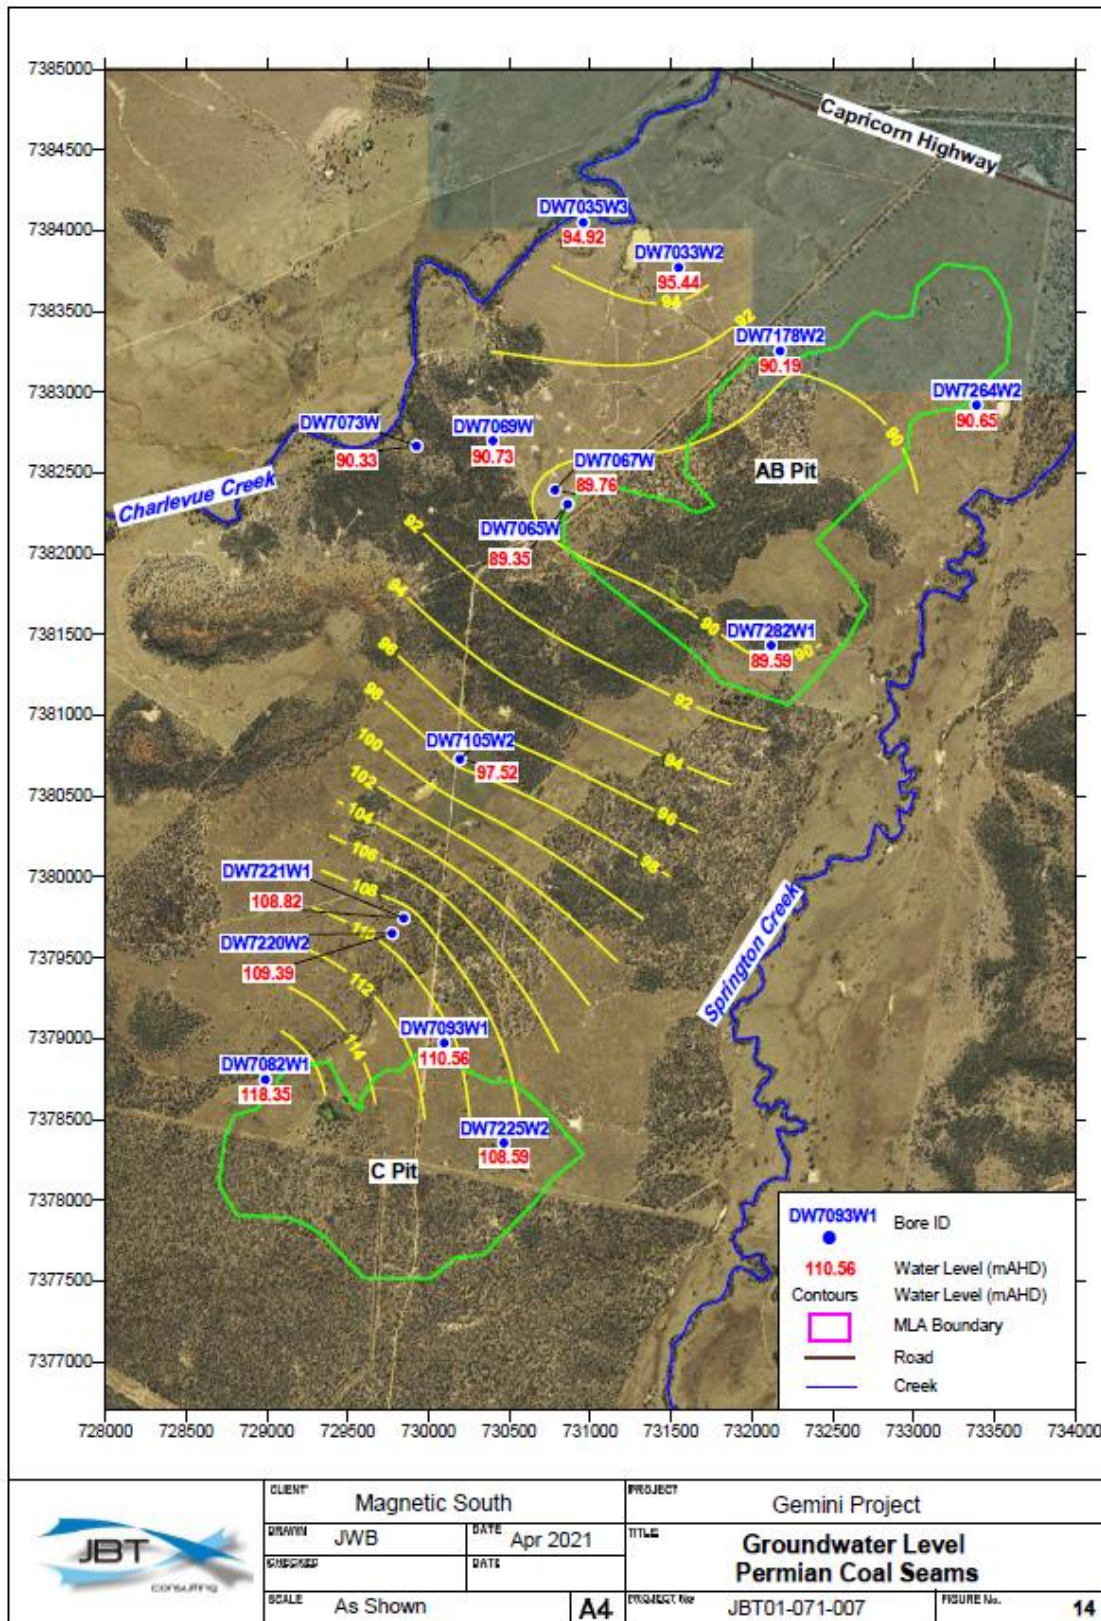 7385000
7384500
7384000
7383500
7383000
7382500
7382000
7381500
7381000
7380500
7380000
7379500
7379000
7378500
7378000
7377500
7377000
Capricorn Highway
DW7035W3
94.92
DW7033W2
95.44
94
92
DW7178W2
90.19
DW7264W2
90.65
90
DW7073W
90.33
DW7069W
90.73
DW7067W
89.76
AB Pit
Charlevue Creek
DW7065W
89.35
92
94
90
DW7282W1
89.59
90
96
98
92
DW7105W2
97.52
100
94
102
104
96
106
98
DW7221W1
108.82
108
DW7220W2
109.39
Springton Creek
112
DW7093W1
110.56
114
DW7082W1
118.35
DW7225W2
108.59
C Pit
DW7093W1 Bore ID
110.56 Water Level (mAHD)
Contours Water Level (mAHD)
MLA Boundary
Road
Creek
728000 728500 729000 729500 730000 730500 731000 731500 732000 732500 733000 733500 734000
JBT
consulting
CLIENT Magnetic South
PROJECT Gemini Project
DRAWN JWB DATE Apr 2021
TITLE Groundwater Level
Permian Coal Seams
DATE
SCALE As Shown A4
PROJECT No JBT01-071-007
FIGURE No. 14